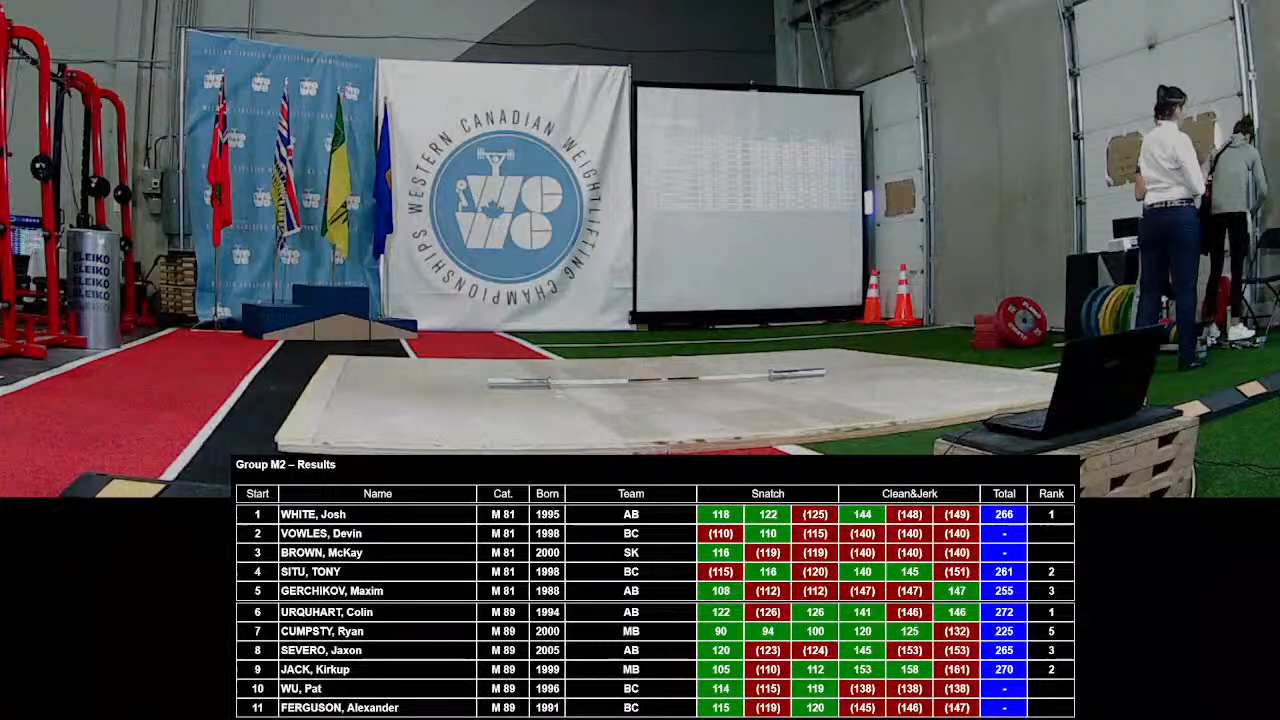 WESTERN CANADIAN WEIGHTLIFTING CHAMPIONSHIPS
WC
WC
ELEIKO
ELEIKO
ELEIKO
ELEIKO
Group M2 – Results
Start Name Cat. Born Team Snatch Clean&Jerk Total Rank
1 WHITE, Josh M 81 1995 AB 118 122 (125) 144 (148) (149) 266 1
2 VOWLES, Devin M 81 1998 BC (110) 110 (115) (140) (140) (140) -
3 BROWN, McKay M 81 2000 SK 116 (119) (119) (140) (140) (140) -
4 SITU, TONY M 81 1998 BC (115) 116 (120) 140 145 (151) 261 2
5 GERCHIKOV, Maxim M 81 1988 AB 108 (112) (112) (147) (147) 147 255 3
6 URQUHART, Colin M 89 1994 AB 122 (126) 126 141 (146) 146 272 1
7 CUMPSTY, Ryan M 89 2000 MB 90 94 100 120 125 (132) 225 5
8 SEVERO, Jaxon M 89 2005 AB 120 (123) (124) 145 (153) (153) 265 3
9 JACK, Kirkup M 89 1999 MB 105 (110) 112 153 158 (161) 270 2
10 WU, Pat M 89 1996 BC 114 (115) 119 (138) (138) (138) -
11 FERGUSON, Alexander M 89 1991 BC 115 (119) 120 (145) (146) (147) -